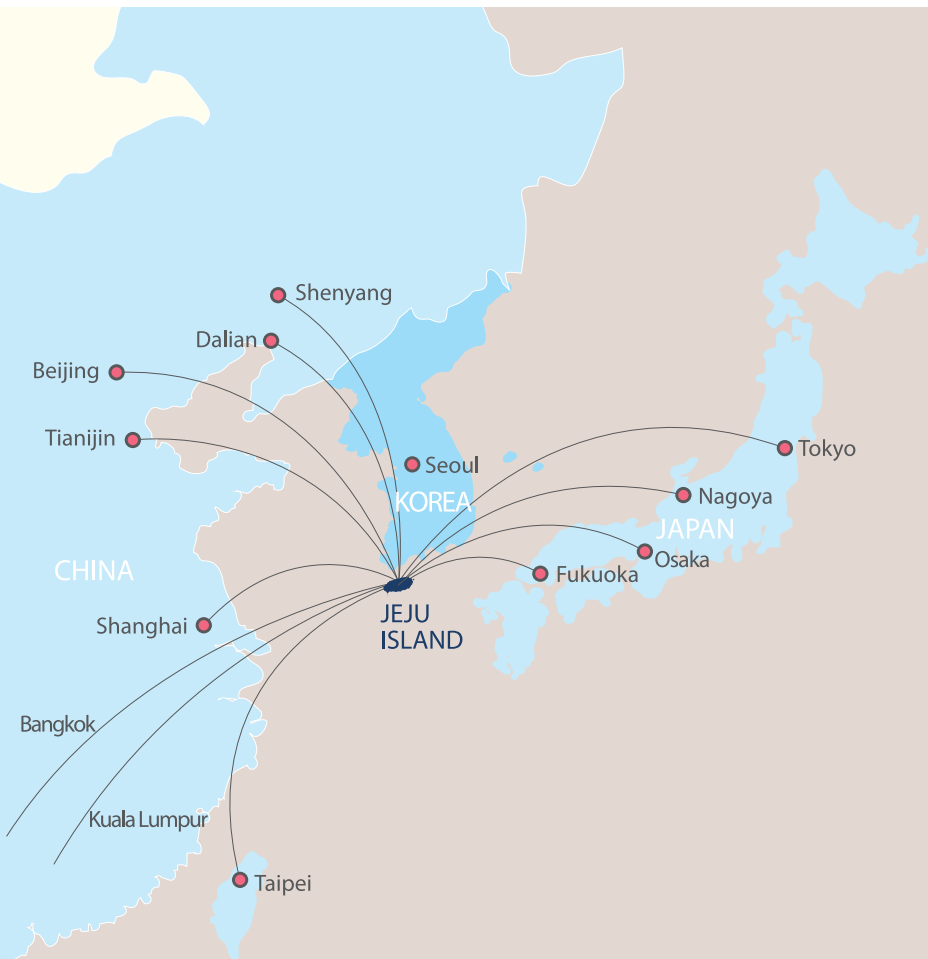 Shenyang
Dalian
Beijing
Tianijin
Seoul
Tokyo
Nagoya
KOREA
JAPAN
Osaka
CHINA
Fukuoka
JEJU
ISLAND
Shanghai
Bangkok
Kuala Lumpur
Taipei